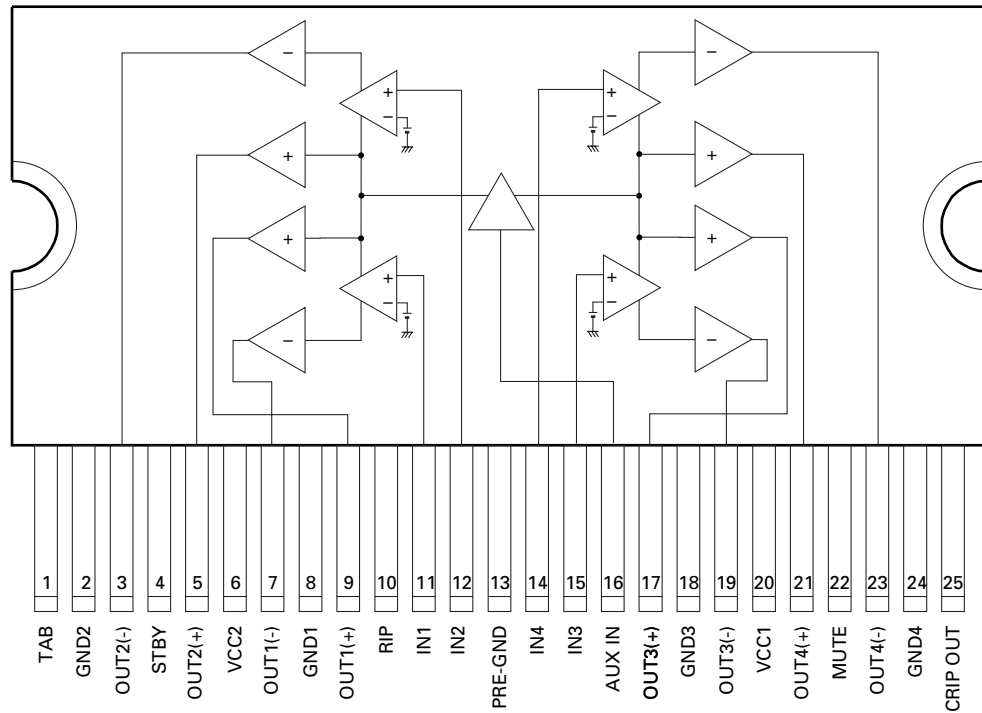 - -
+ +
- -
+ +
+ +
+ +
- -
+ +
- -
1 2 3 4 5 6 7 8 9 10 11 12 13 14 15 16 17 18 19 20 21 22 23 24 25
TAB
GND2
OUT2(-)
STBY
OUT2(+)
VCC2
OUT1(-)
GND1
OUT1(+)
RIP
IN1
IN2
PRE-GND
IN4
IN3
AUX IN
OUT3(+)
GND3
OUT3(-)
VCC1
OUT4(+)
MUTE
OUT4(-)
GND4
CRIP OUT